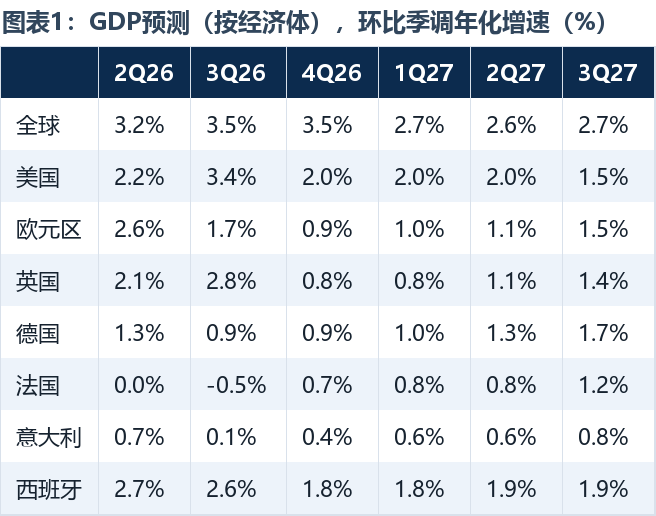 图表1：GDP预测（按经济体），环比季调年化增速（%）
2Q26 3Q26 4Q26 1Q27 2Q27 3Q27
全球 3.2% 3.5% 3.5% 2.7% 2.6% 2.7%
美国 2.2% 3.4% 2.0% 2.0% 2.0% 1.5%
欧元区 2.6% 1.7% 0.9% 1.0% 1.1% 1.5%
英国 2.1% 2.8% 0.8% 0.8% 1.1% 1.4%
德国 1.3% 0.9% 0.9% 1.0% 1.3% 1.7%
法国 0.0% -0.5% 0.7% 0.8% 0.8% 1.2%
意大利 0.7% 0.1% 0.4% 0.6% 0.6% 0.8%
西班牙 2.7% 2.6% 1.8% 1.8% 1.9% 1.9%